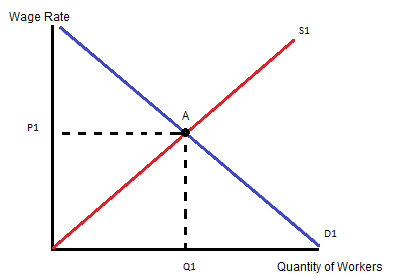 Wage Rate
S1
A
P1
D1
Q1
Quantity of Workers